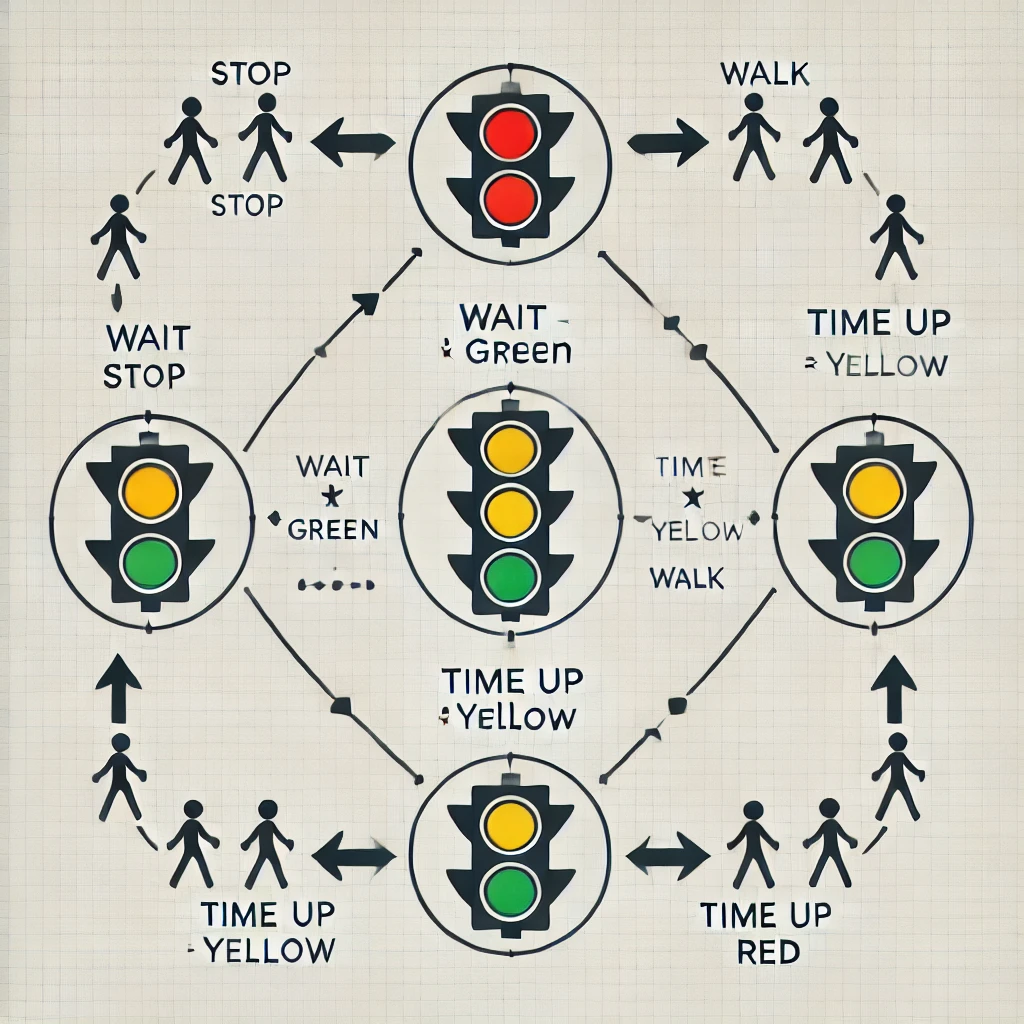 STOP
WALK
STOP
WAIT
STOP
WAIT
GREEN
TIME UP
YELLOW
WAIT
GREEN
TIME
YELOW
WALK
TIME UP
YELLOW
TIME UP
YELLOW
TIME UP
RED